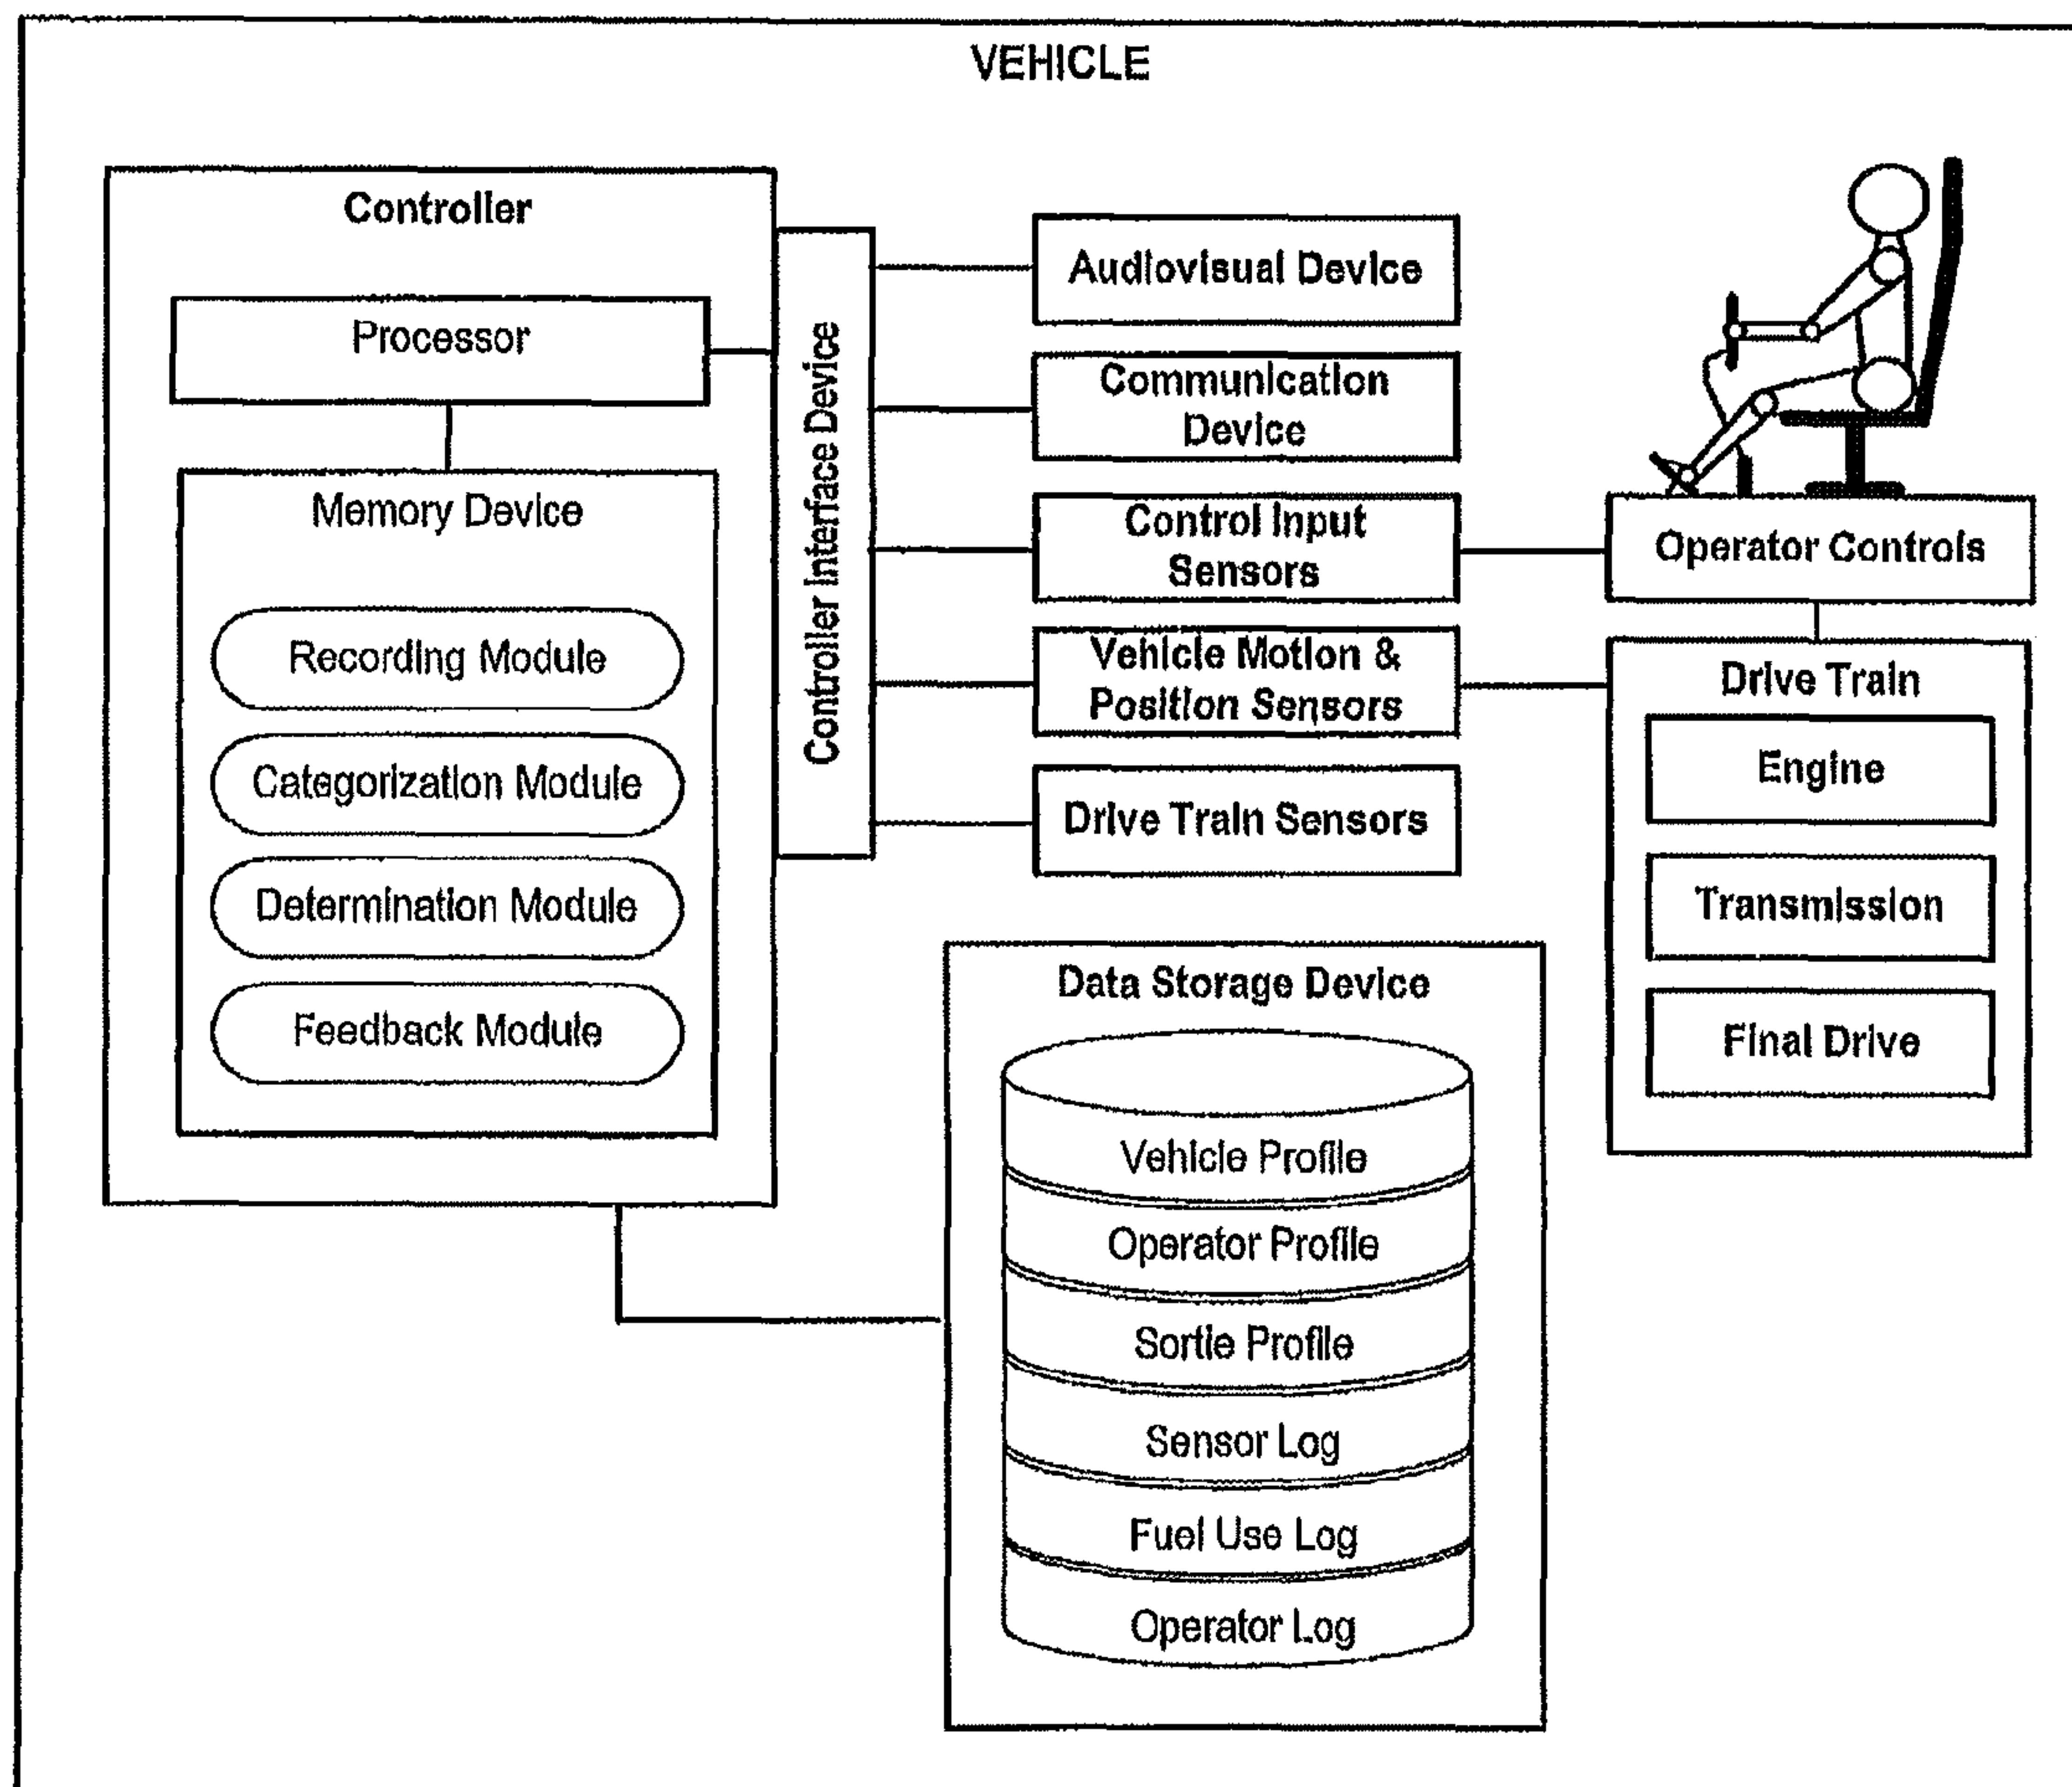 VEHICLE
Controller
Processor
Memory Device
Recording Module
Categorization Module
Determination Module
Feedback Module
Controller Interface Device
Audiovisual Device
Communication
Device
Control Input
Sensors
Vehicle Motion &
Position Sensors
Drive Train Sensors
Operator Controls
Drive Train
Engine
Transmission
Final Drive
Data Storage Device
Vehicle Profile
Operator Profile
Sortie Profile
Sensor Log
Fuel Use Log
Operator Log